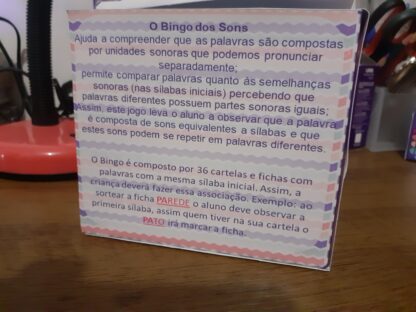 O Bingo dos Sons
Ajuda a compreender que as palavras são compostas
por unidades sonoras que podemos pronunciar
separadamente;
permite comparar palavras quanto às semelhanças
sonoras (nas sílabas iniciais) percebendo que
palavras diferentes possuem partes sonoras iguais;
Assim, este jogo leva o aluno a observar que a palavra
é composta de sons equivalentes a sílabas e que
estes sons podem se repetir em palavras diferentes.
O Bingo é composto por 36 cartelas e fichas com
palavras com a mesma sílaba inicial. Assim, a
criança deverá fazer essa associação. Exemplo: ao
sortear a ficha PAREDE o aluno deve observar a
primeira sílaba, assim quem tiver na sua cartela o
PATO irá marcar a ficha.